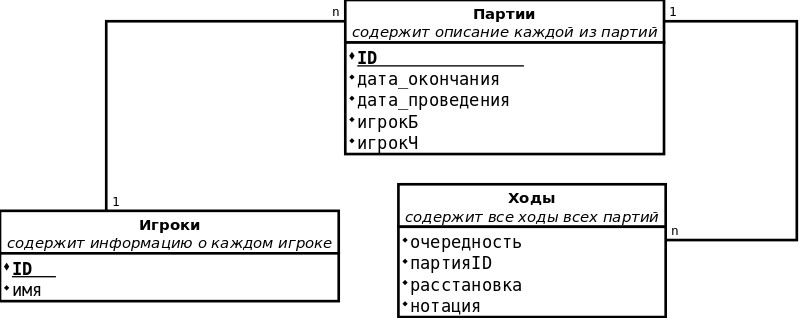 n
Партии
1
содержит описание каждой из партий
ID
дата_окончания
дата_проведения
игрокБ
игрокЧ
1
Игроки
содержит информацию о каждом игроке
ID
имя
Ходы
содержит все ходы всех партий
n
очередность
партияID
расстановка
нотация